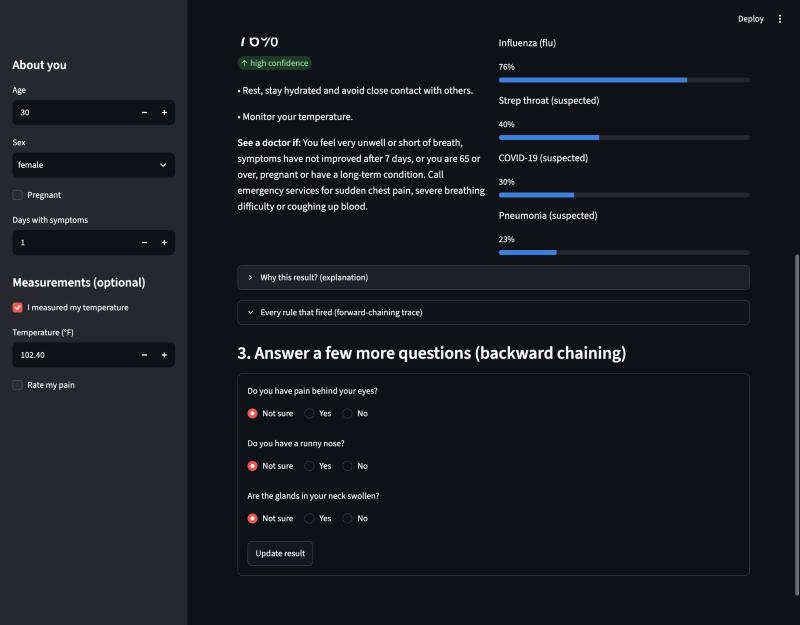 Deploy
About you
Age
30
Sex
female
Pregnant
Days with symptoms
1
Measurements (optional)
I measured my temperature
Temperature (°F)
102.40
Rate my pain
76%
↑ high confidence
• Rest, stay hydrated and avoid close contact with others.
• Monitor your temperature.
See a doctor if: You feel very unwell or short of breath,
symptoms have not improved after 7 days, or you are 65 or
over, pregnant or have a long-term condition. Call
emergency services for sudden chest pain, severe breathing
difficulty or coughing up blood.
Influenza (flu)
76%
Strep throat (suspected)
40%
COVID-19 (suspected)
30%
Pneumonia (suspected)
23%
Why this result? (explanation)
Every rule that fired (forward-chaining trace)
3. Answer a few more questions (backward chaining)
Do you have pain behind your eyes?
Not sure Yes No
Do you have a runny nose?
Not sure Yes No
Are the glands in your neck swollen?
Not sure Yes No
Update result